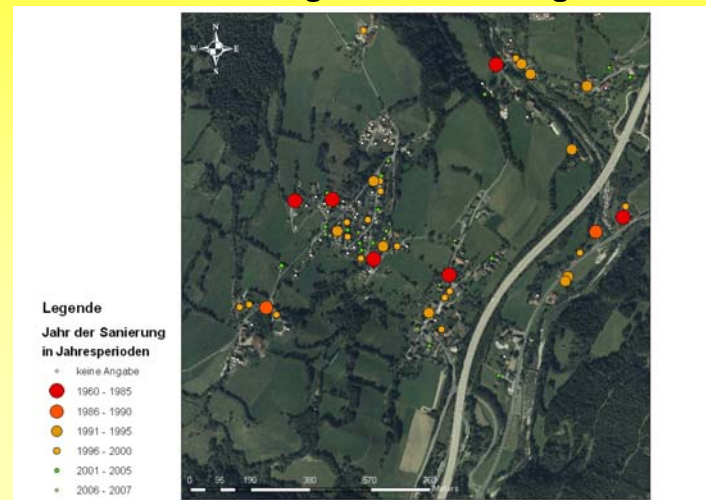 N
W E
S
Legende
Jahr der Sanierung
in Jahresperioden
keine Angabe
1960 - 1985
1986 - 1990
1991 - 1995
1996 - 2000
2001 - 2005
2006 - 2007
0 95 190 380 570 760
Meters